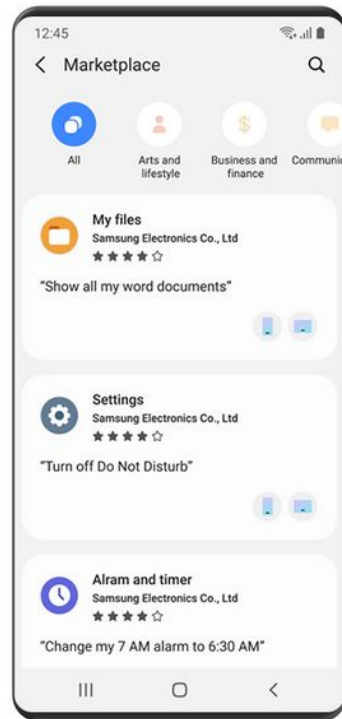 12:45
Marketplace
All
Arts and
lifestyle
Business and
finance
Communic
My files
Samsung Electronics Co., Ltd
“Show all my word documents”
Settings
Samsung Electronics Co., Ltd
“Turn off Do Not Disturb”
Alram and timer
Samsung Electronics Co., Ltd
“Change my 7 AM alarm to 6:30 AM”